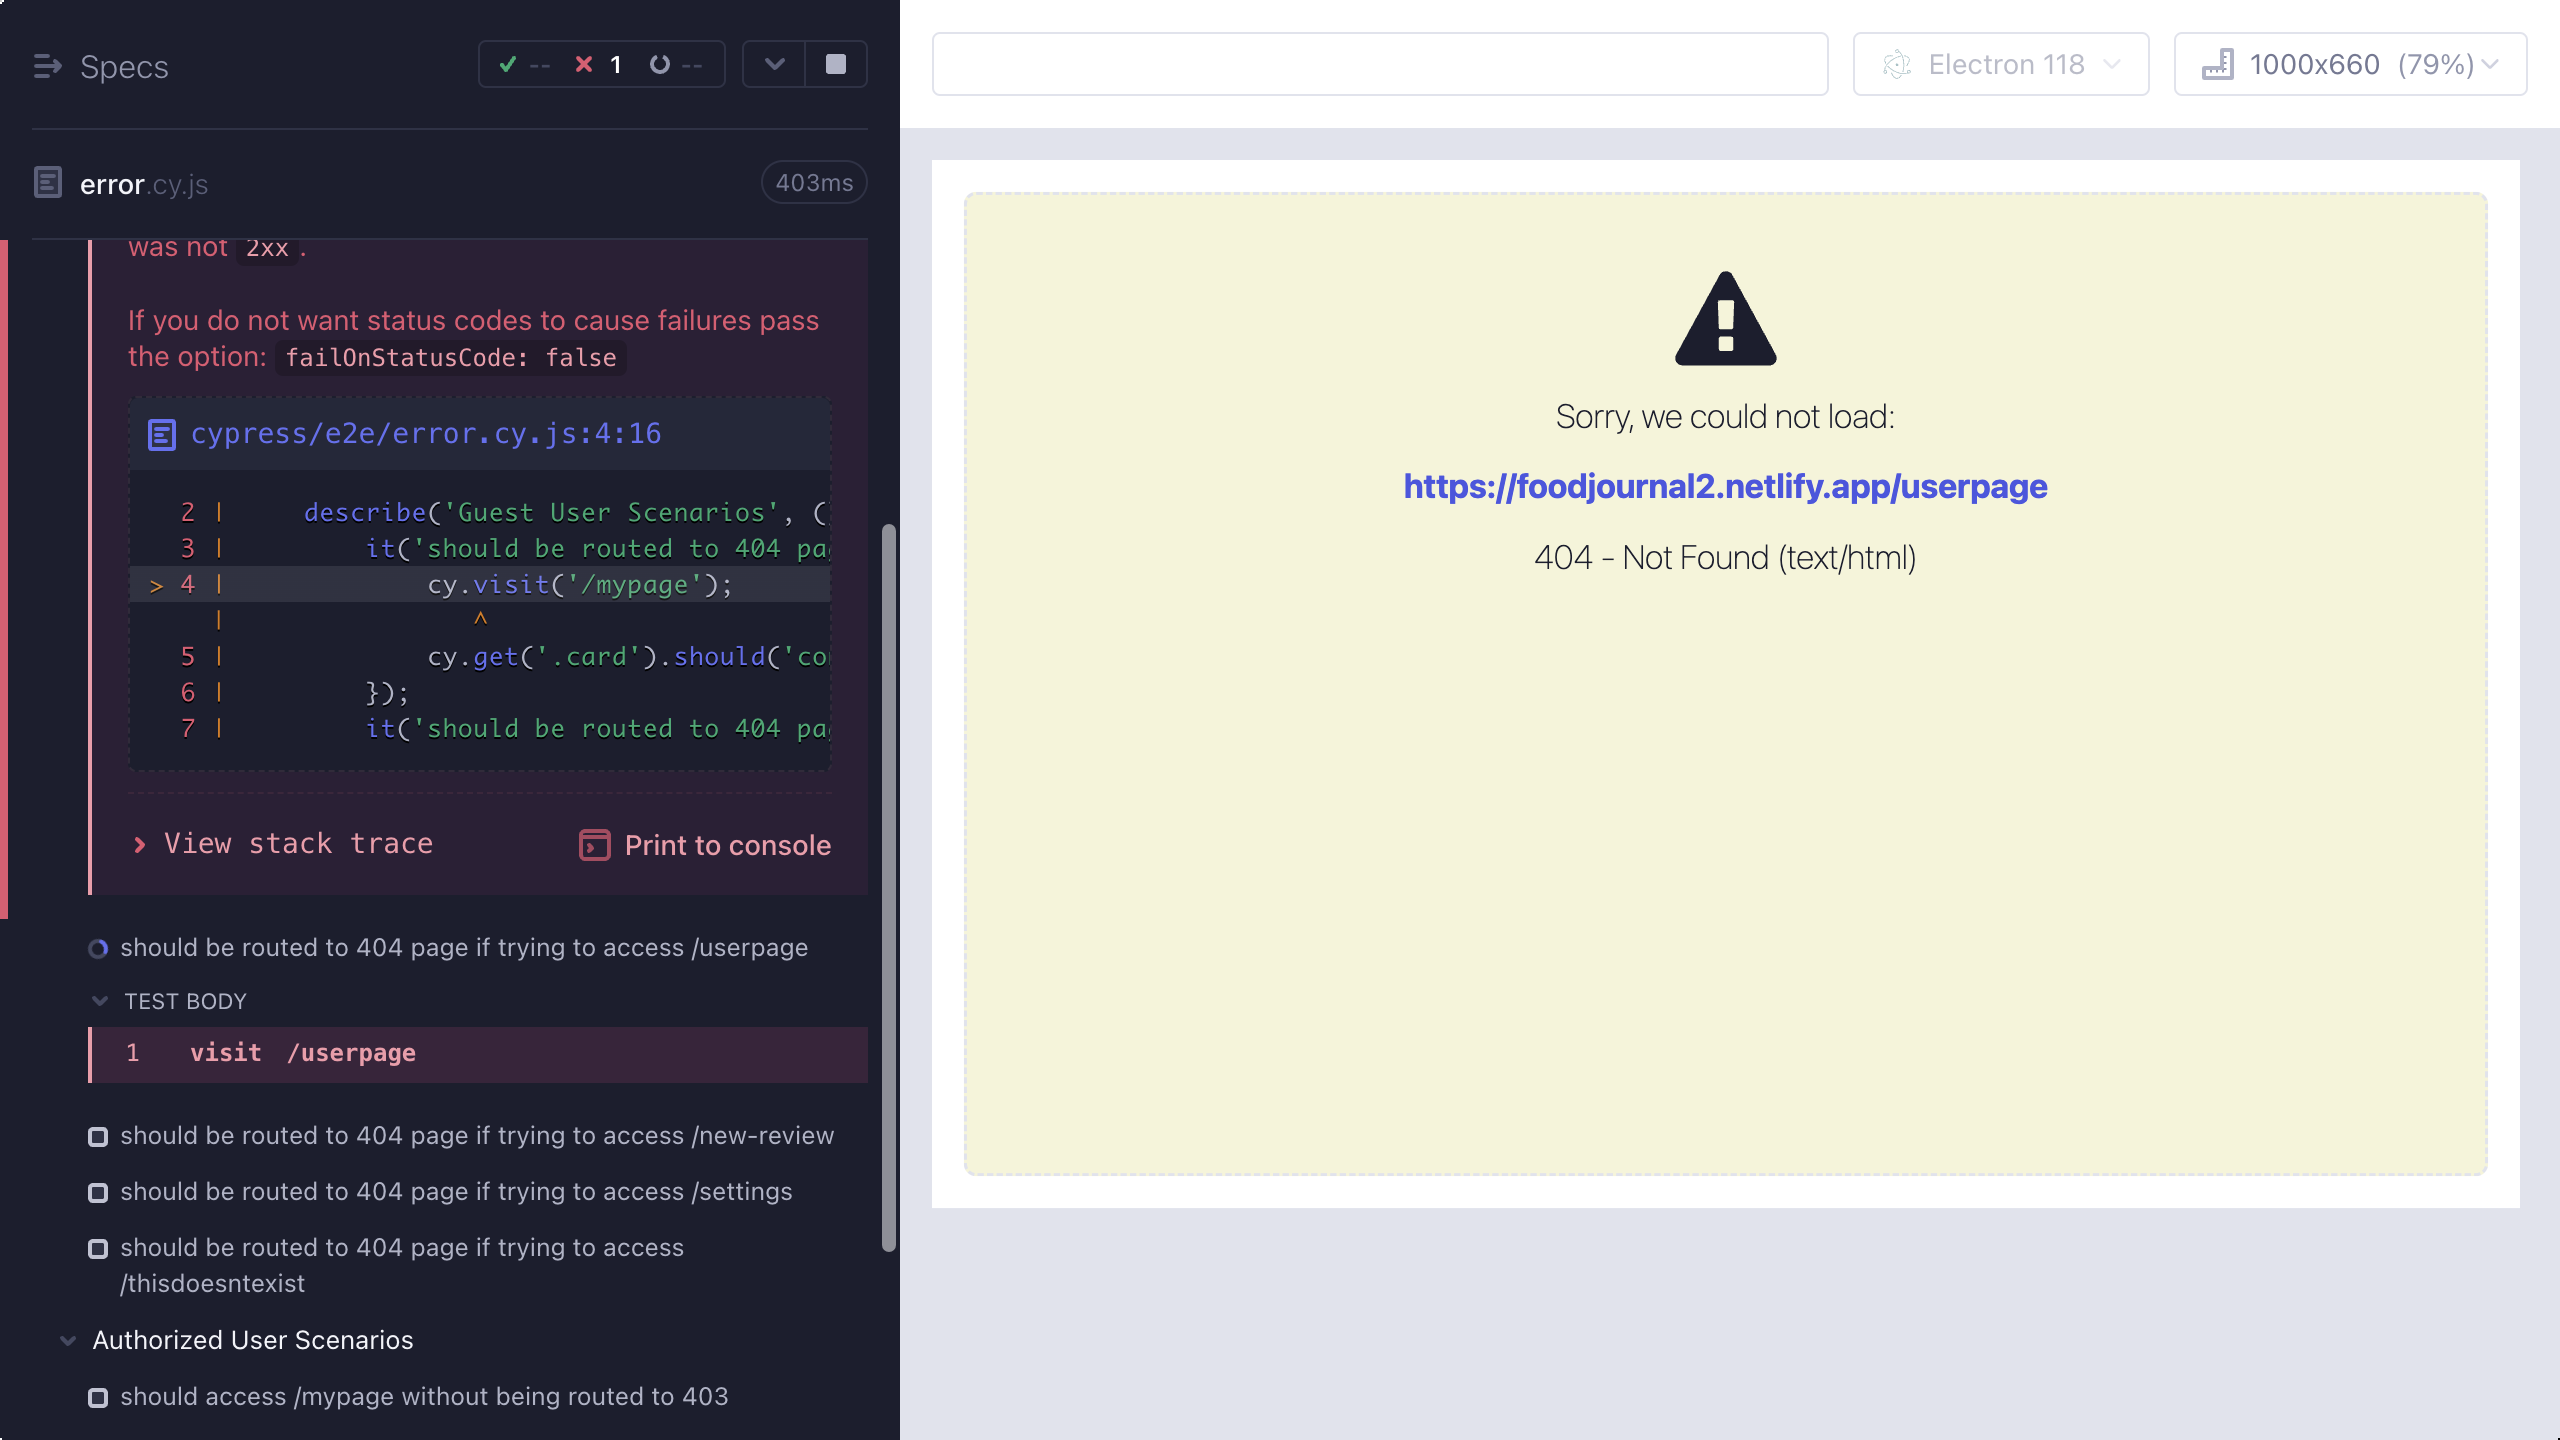 Specs
-- 1 --
error.cy.js
403ms
was not 2xx.
If you do not want status codes to cause failures pass
the option: failOnStatusCode: false
cypress/e2e/error.cy.js:4:16
2 | describe('Guest User Scenarios', (
3 | it('should be routed to 404 pa
> 4 | cy.visit('/mypage');
| ^
5 | cy.get('.card').should('co
6 | });
7 | it('should be routed to 404 pa
View stack trace
Print to console
should be routed to 404 page if trying to access /userpage
TEST BODY
1 visit /userpage
should be routed to 404 page if trying to access /new-review
should be routed to 404 page if trying to access /settings
should be routed to 404 page if trying to access
/thisdoesntexist
Authorized User Scenarios
should access /mypage without being routed to 403
Electron 118
1000x660 (79%)
Sorry, we could not load:
https://foodjournal2.netlify.app/userpage
404 - Not Found (text/html)